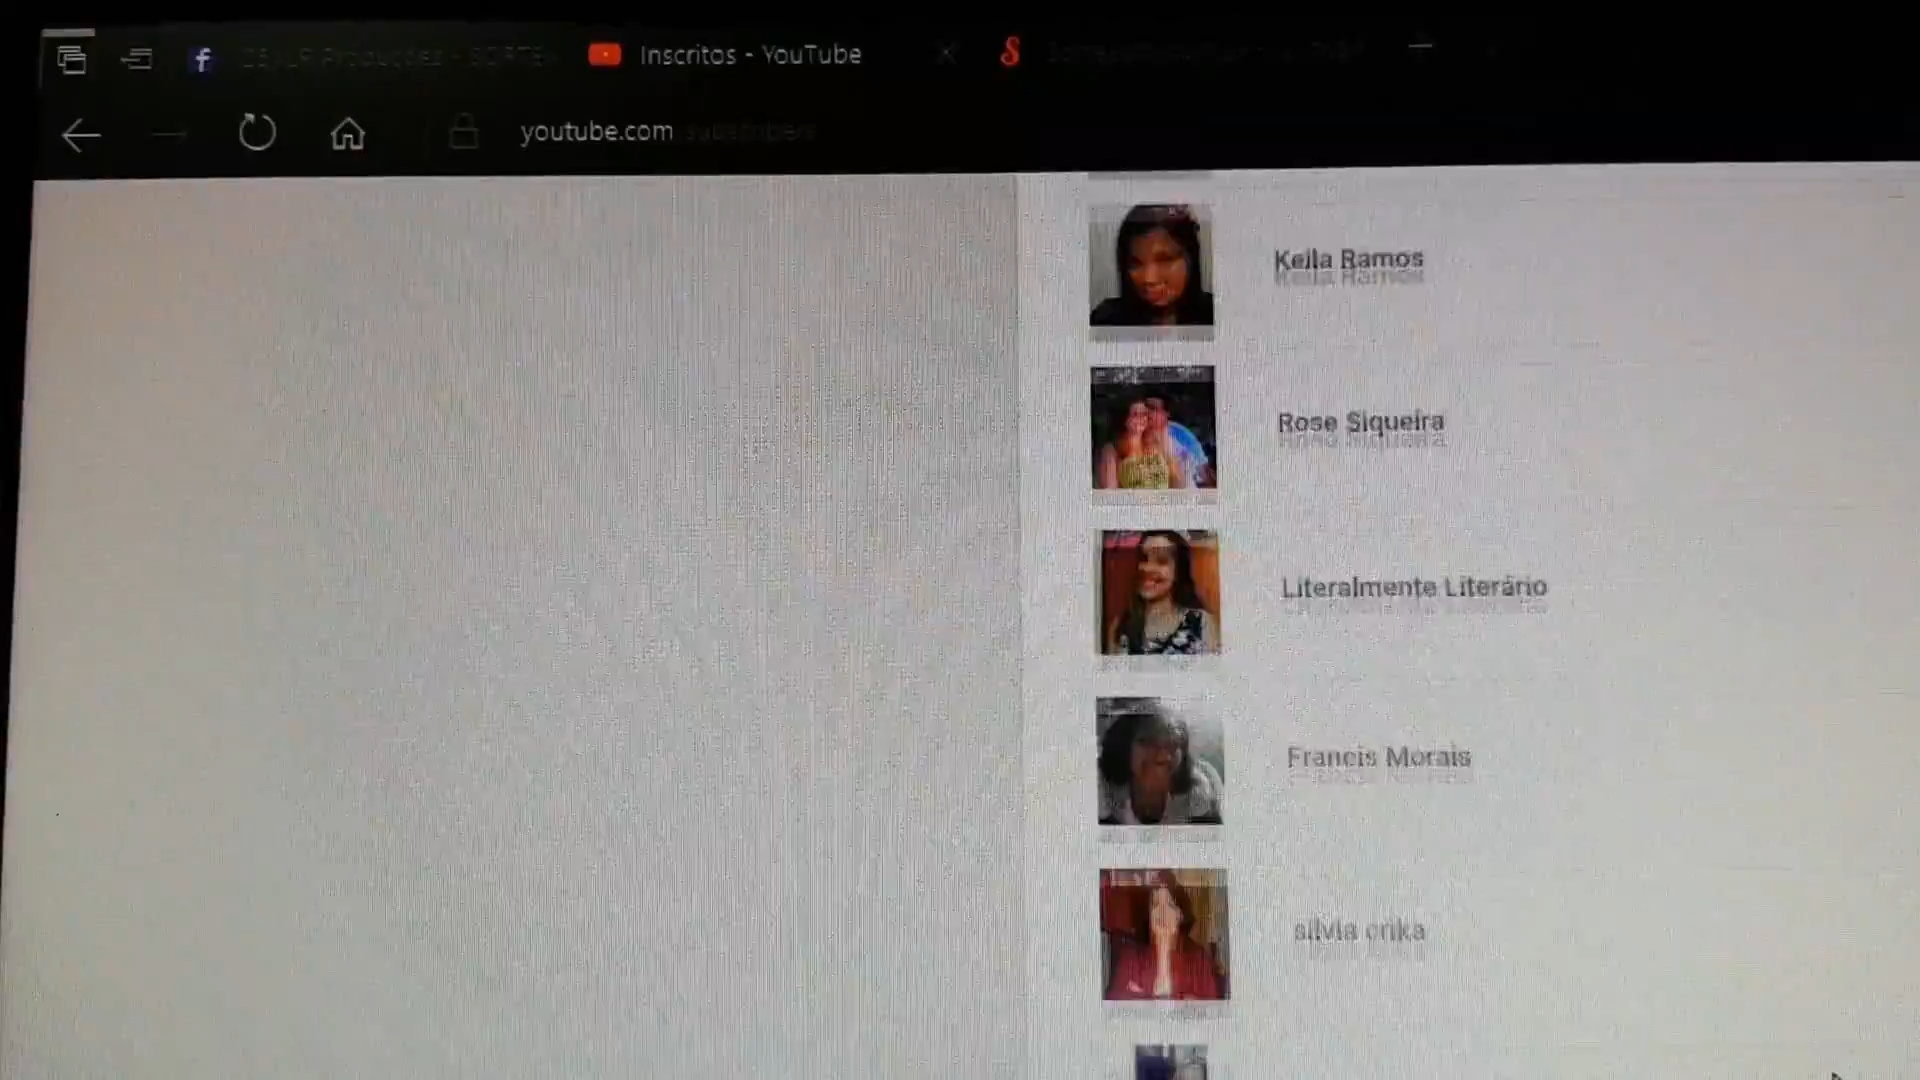 Inscritos - YouTube
youtube.com
Keila Ramos
Rose Siqueira
Literalmente Literário
Francis Morais
silvia erika